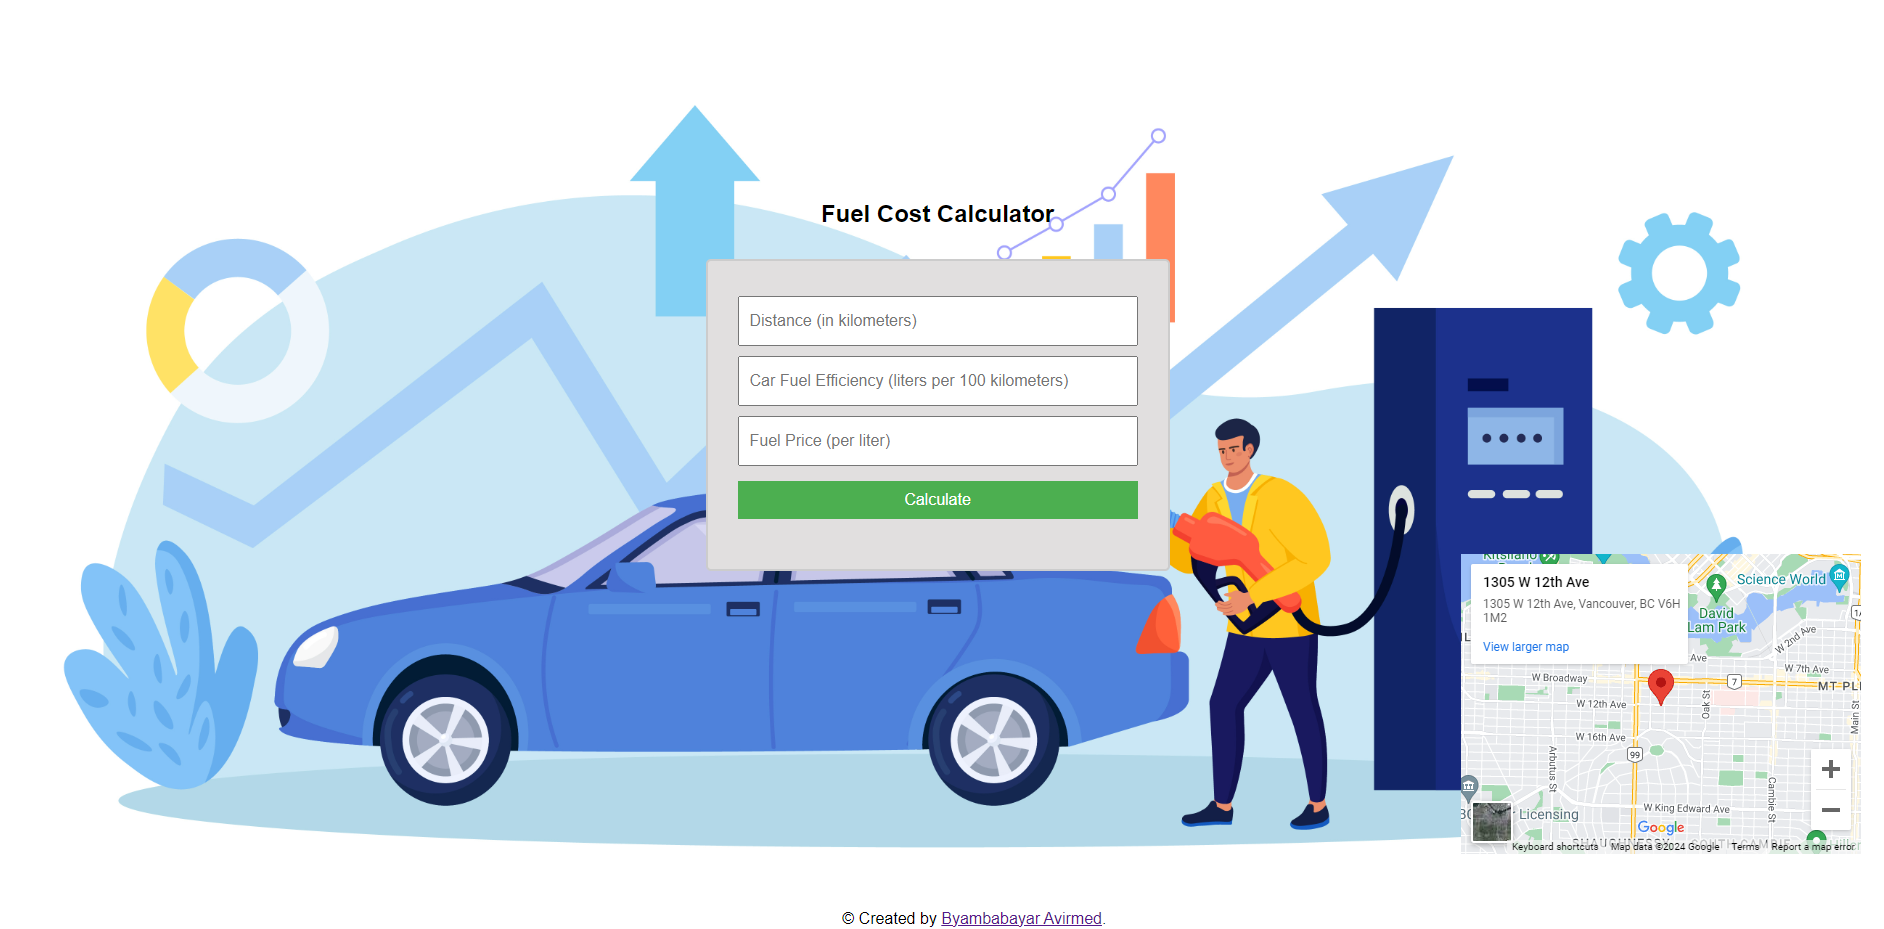 Fuel Cost Calculator
Distance (in kilometers)
Car Fuel Efficiency (liters per 100 kilometers)
Fuel Price (per liter)
Calculate
1305 W 12th Ave
1305 W 12th Ave, Vancouver, BC V6H
1M2
View larger map
Science World
David
Lam Park
W 2nd Ave
Ave
W 7th Ave
W Broadway
7
MT PL
W 12th Ave
Oak St
Main St
W 16th Ave
99
Arbutus St
Cambie St
W King Edward Ave
Licensing
Google
Keyboard shortcuts
Map data ©2024 Google
Terms
Report a map error
© Created by Byambabayar Avirmed.